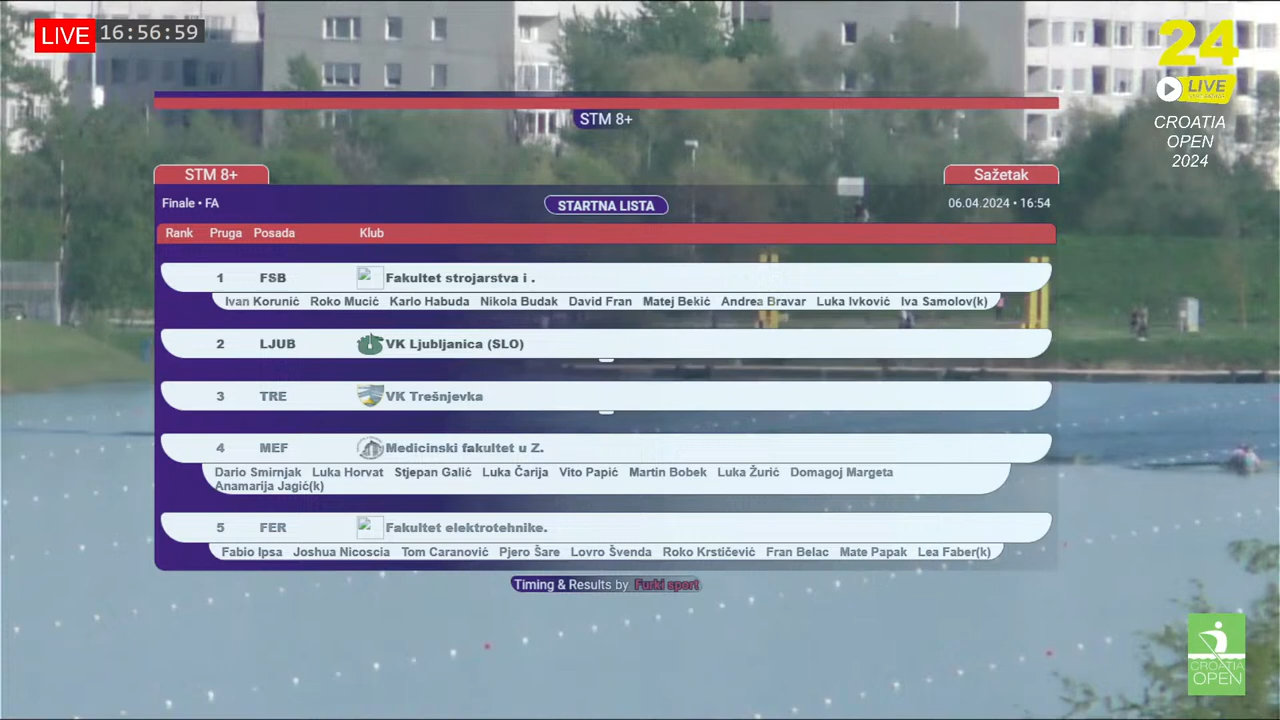 LIVE 16:56:59
24
LIVE
CROATIA
OPEN
2024
STM 8+
STM 8+
Sažetak
Finale • FA
STARTNA LISTA
06.04.2024 • 16:54
Rank Pruga Posada Klub
1 FSB Fakultet strojarstva i .
Ivan Korunić Roko Mucić Karlo Habuda Nikola Budak David Fran Matej Bekić Andrea Bravar Luka Ivković Iva Samolov(k)
2 LJUB VK Ljubljanica (SLO)
3 TRE VK Trešnjevka
4 MEF Medicinski fakultet u Z.
Dario Smirnjak Luka Horvat Stjepan Galić Luka Čarija Vito Papić Martin Bobek Luka Žurić Domagoj Margeta
Anamarija Jagić(k)
5 FER Fakultet elektrotehnike.
Fabio Ipsa Joshua Nicoscia Tom Caranović Pjero Šare Lovro Švenda Roko Krstičević Fran Belac Mate Papak Lea Faber(k)
Timing & Results by Furki sport
CROATIA
OPEN